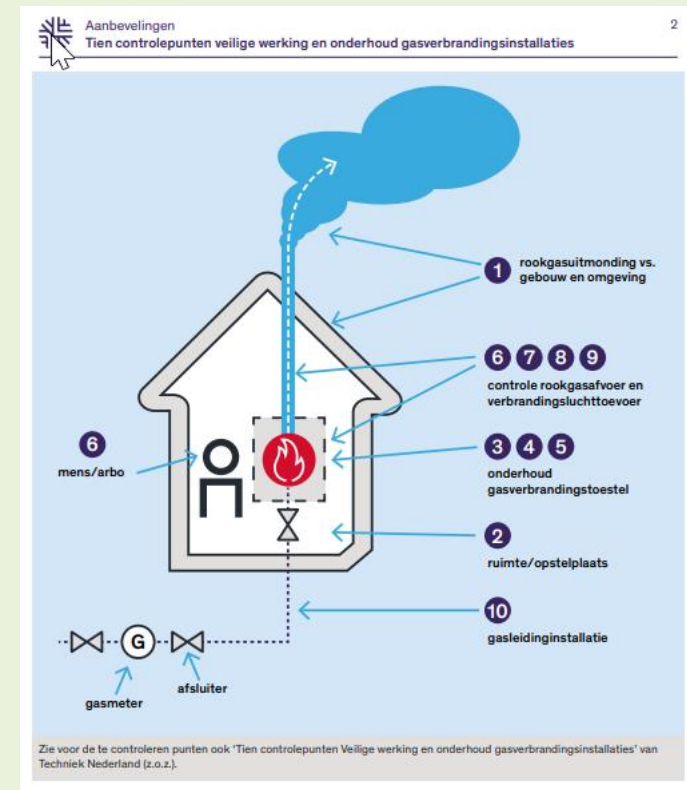 Aanbevelingen
2
Tien controlepunten veilige werking en onderhoud gasverbrandingsinstallaties
1
rookgasuitmonding vs.
gebouw en omgeving
6 7 8 9
controle rookgasafvoer en
verbrandingsluchttoevoer
6
mens/arbo
3 4 5
onderhoud
gasverbrandingstoestel
2
ruimte/opstelplaats
10
gasleidinginstallatie
G
afsluiter
gasmeter
Zie voor de te controleren punten ook ‘Tien controlepunten Veilige werking en onderhoud gasverbrandingsinstallaties’ van
Techniek Nederland (z.o.z.).